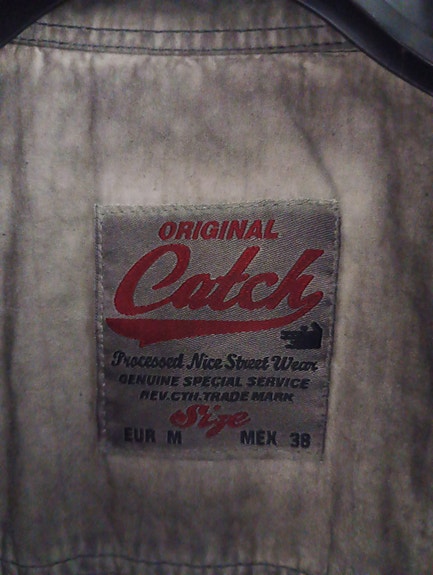 ORIGINAL
Catch
Processed Nice Street Wear
GENUINE SPECIAL SERVICE
REV.CTH.TRADE MARK
Size
EUR M MEX 38